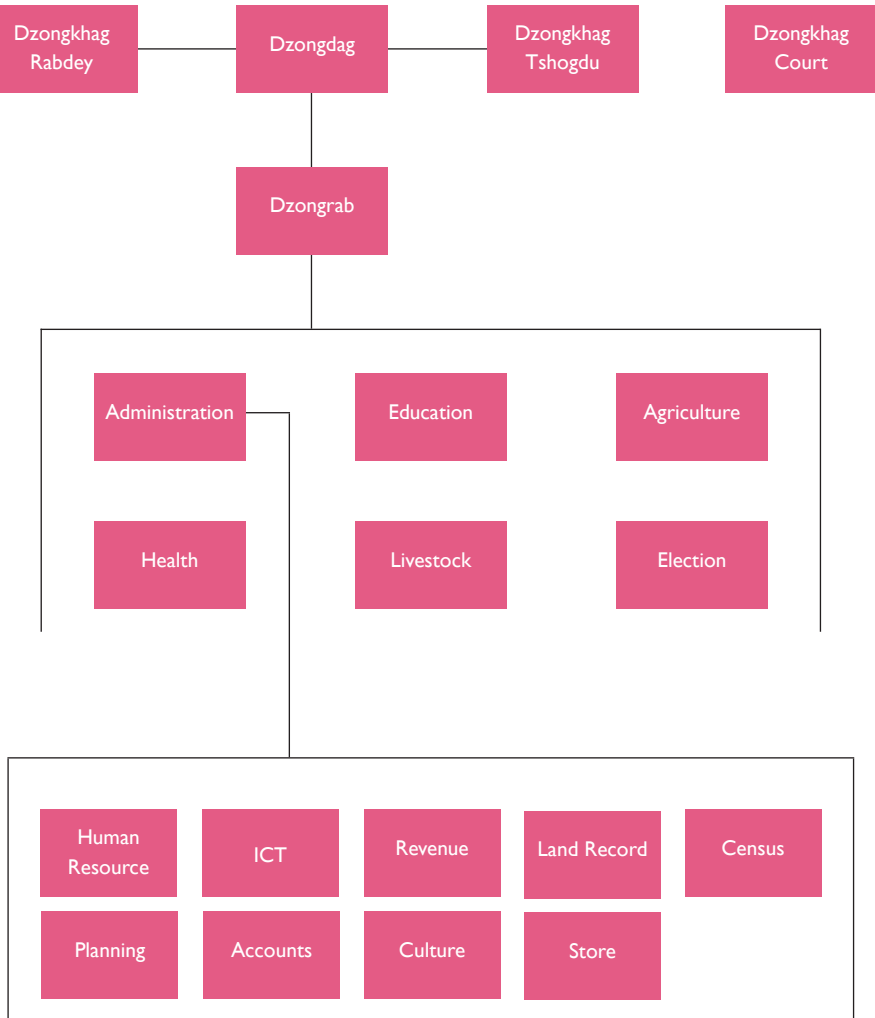 Dzongkhag
Rabdey
Dzongdag
Dzongkhag
Tshogdu
Dzongkhag
Court
Dzongrab
Administration
Education
Agriculture
Health
Livestock
Election
Human
Resource
ICT
Revenue
Land Record
Census
Planning
Accounts
Culture
Store